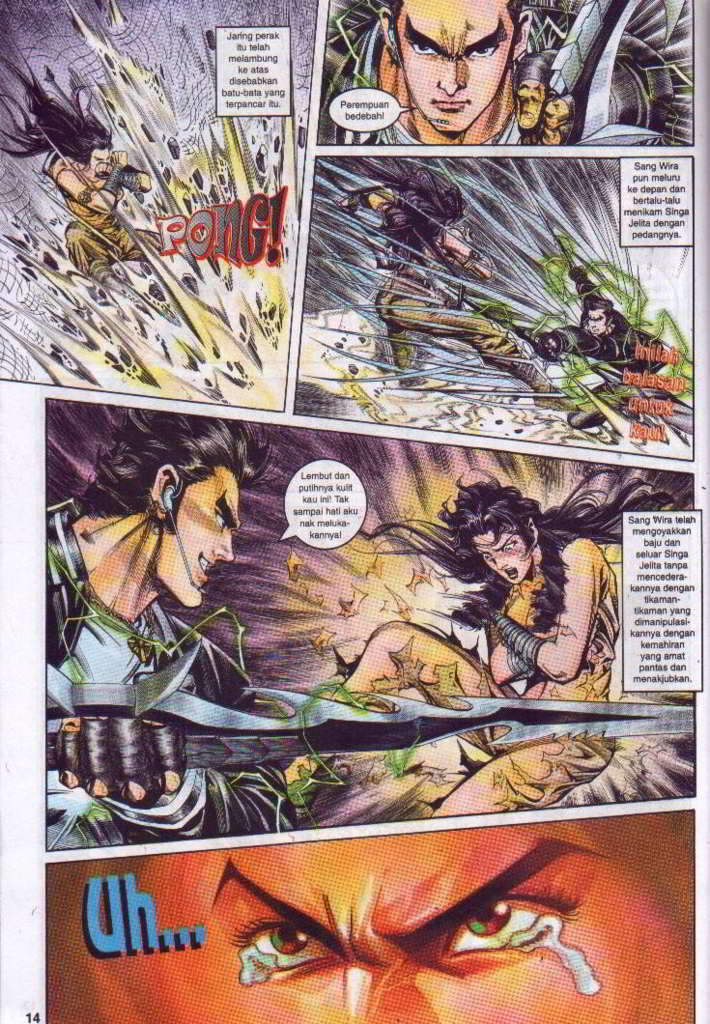 Jaring perak
itu telah
melambung
ke atas
disebabkan
batu-bata yang
terpancar itu.
PONG!
Perempuan
bedebah!
Sang Wira
pun meluru
ke depan dan
bertalu-talu
menikam Singa
Jelita dengan
pedangnya.
Inilah
balasan
untuk
kau!
Lembut dan
putihnya kulit
kau ini! Tak
sampai hati aku
nak meluka-
kannya!
Sang Wira telah
mengoyakkan
baju dan
seluar Singa
Jelita tanpa
mencedera-
kannya dengan
tikaman-
tikaman yang
dimanipulasi-
kannya dengan
kemahiran
yang amat
pantas dan
menakjubkan.
Uh...
14